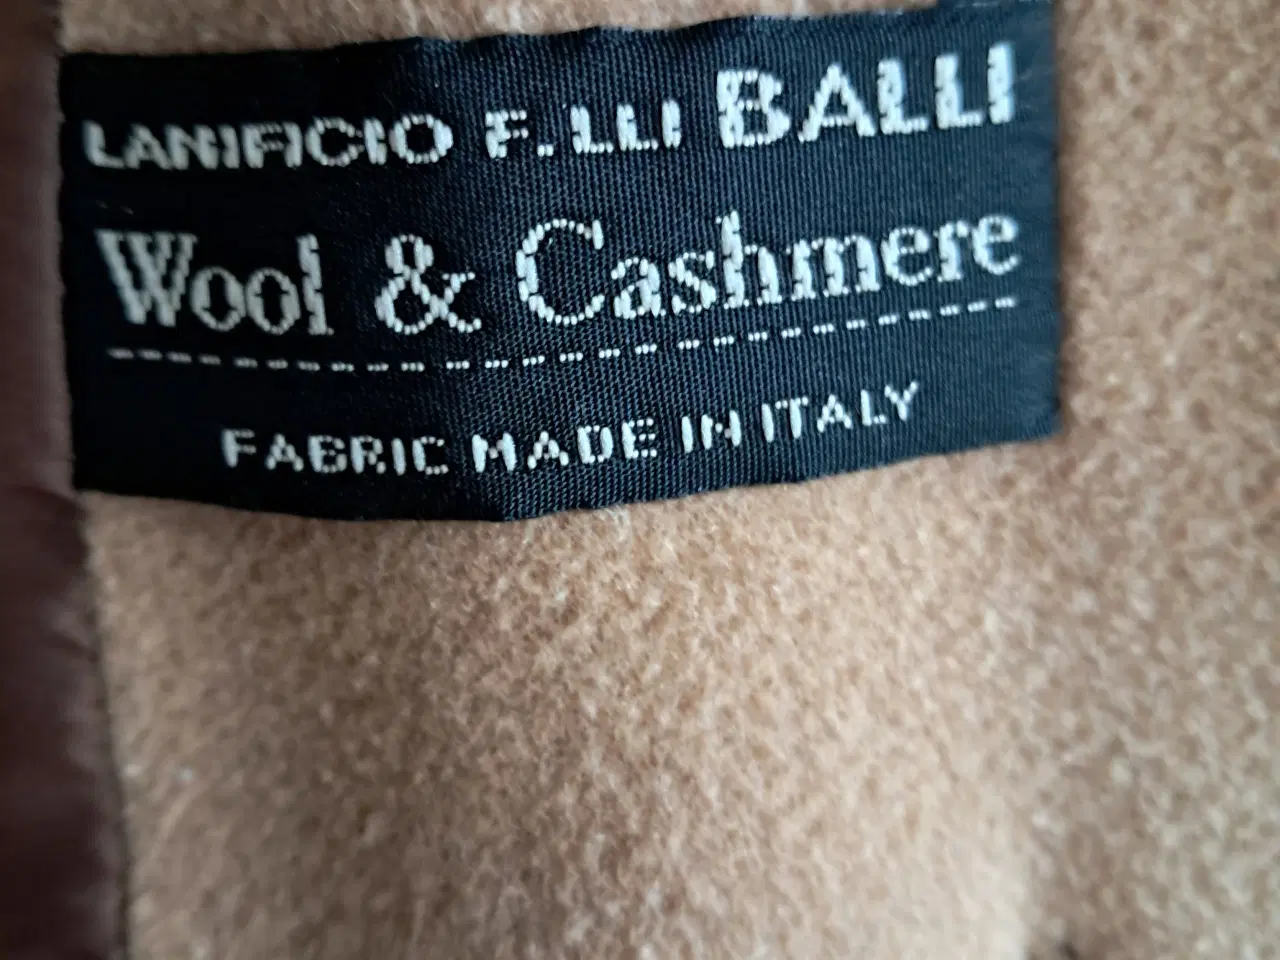 LANIFICIO F.LLI BALLI
Wool & Cashmere
FABRIC MADE IN ITALY